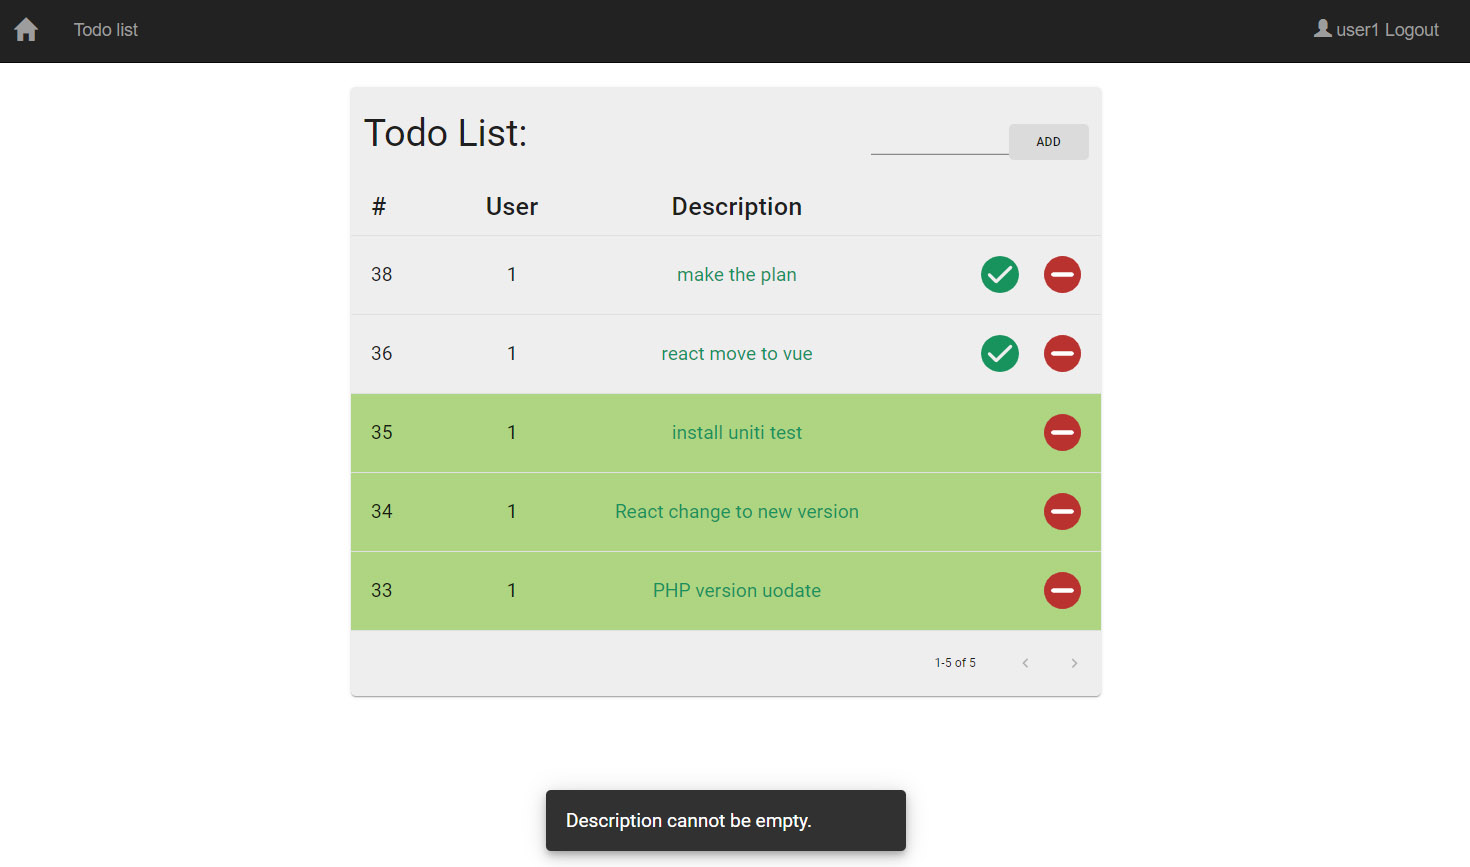 Todo list
user1 Logout
Todo List:
ADD
# User Description
38 1 make the plan
36 1 react move to vue
35 1 install uniti test
34 1 React change to new version
33 1 PHP version uodate
1-5 of 5
Description cannot be empty.